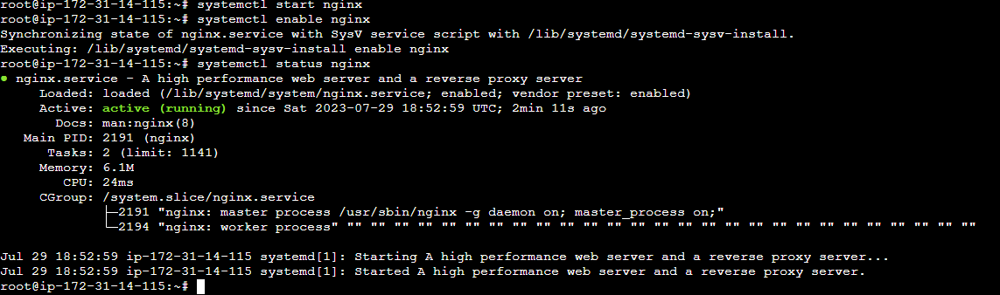 root@ip-172-31-14-115:~# systemctl start nginx
root@ip-172-31-14-115:~# systemctl enable nginx
Synchronizing state of nginx.service with SysV service script with /lib/systemd/systemd-sysv-install.
Executing: /lib/systemd/systemd-sysv-install enable nginx
root@ip-172-31-14-115:~# systemctl status nginx
● nginx.service - A high performance web server and a reverse proxy server
     Loaded: loaded (/lib/systemd/system/nginx.service; enabled; vendor preset: enabled)
     Active: active (running) since Sat 2023-07-29 18:52:59 UTC; 2min 11s ago
       Docs: man:nginx(8)
   Main PID: 2191 (nginx)
      Tasks: 2 (limit: 1141)
     Memory: 6.1M
        CPU: 24ms
     CGroup: /system.slice/nginx.service
             ├─2191 "nginx: master process /usr/sbin/nginx -g daemon on; master_process on;"
             └─2194 "nginx: worker process" "" "" "" "" "" "" "" "" "" "" "" "" "" "" "" "" "" "" "" "" "" "" "" "" "" "" ""

Jul 29 18:52:59 ip-172-31-14-115 systemd[1]: Starting A high performance web server and a reverse proxy server...
Jul 29 18:52:59 ip-172-31-14-115 systemd[1]: Started A high performance web server and a reverse proxy server.
root@ip-172-31-14-115:~#